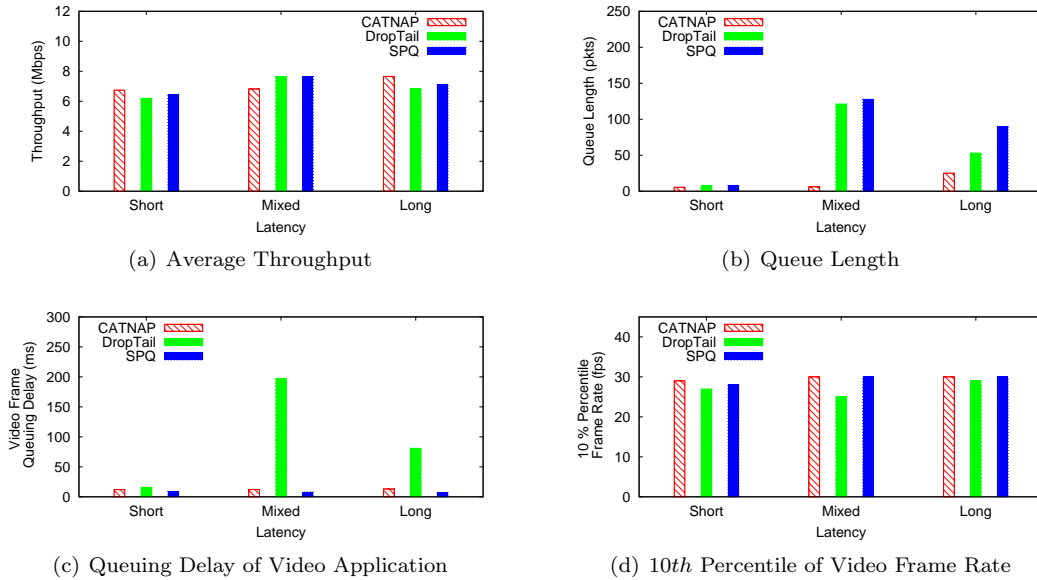 12
10
8
6
4
2
0
Throughput (Mbps)
CATNAP
DropTail
SPQ
Short Mixed Long
Latency
(a) Average Throughput
250
200
150
100
50
0
Queue Length (pkts)
CATNAP
DropTail
SPQ
Short Mixed Long
Latency
(b) Queue Length
300
250
200
150
100
50
0
Video Frame
Queuing Delay (ms)
CATNAP
DropTail
SPQ
Short Mixed Long
Latency
(c) Queuing Delay of Video Application
40
30
20
10
0
10 % Percentile
Frame Rate (fps)
CATNAP
DropTail
SPQ
Short Mixed Long
Latency
(d) 10th Percentile of Video Frame Rate